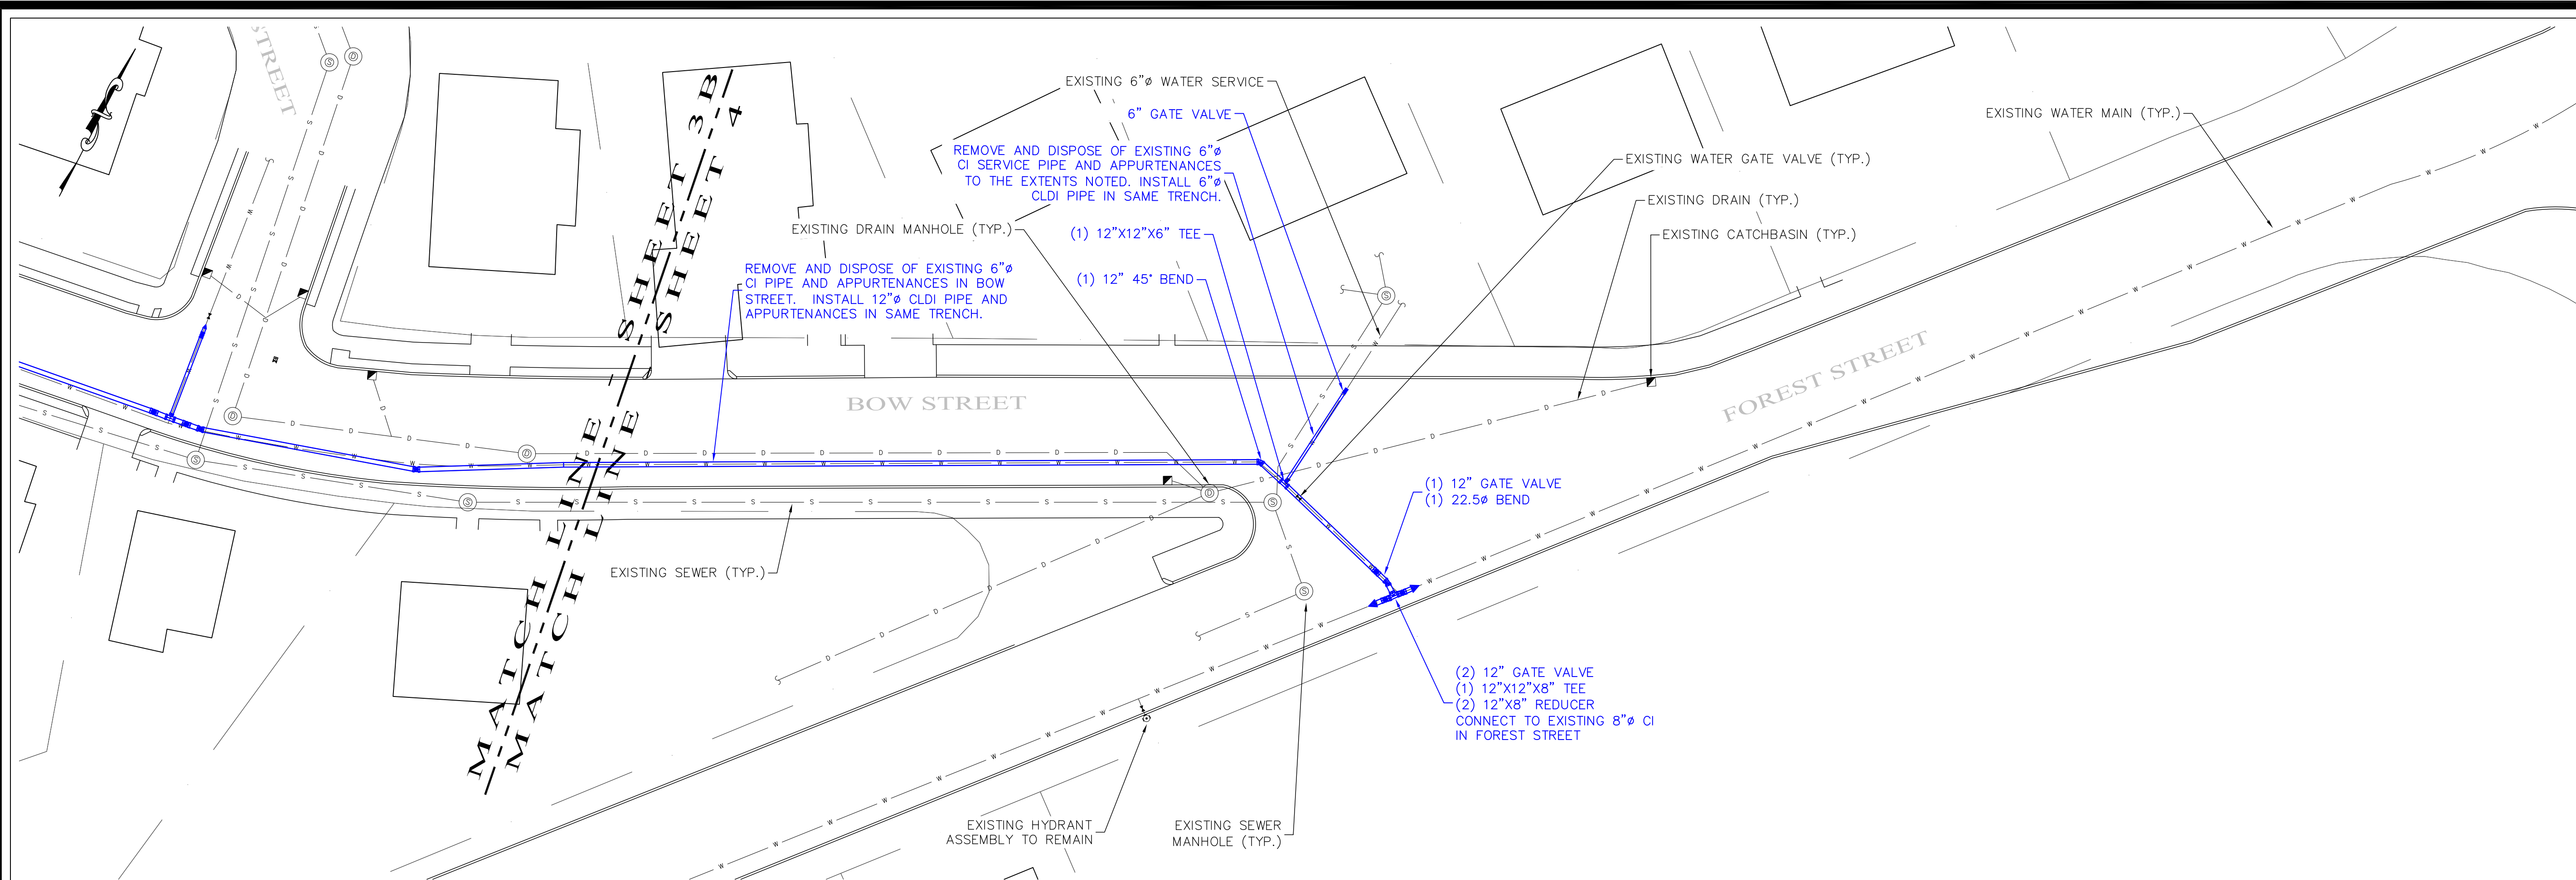 STREET
EXISTING 6"ø WATER SERVICE
6" GATE VALVE
REMOVE AND DISPOSE OF EXISTING 6"ø
CI SERVICE PIPE AND APPURTENANCES
TO THE EXTENTS NOTED. INSTALL 6"ø
CLDI PIPE IN SAME TRENCH.
EXISTING DRAIN MANHOLE (TYP.)
(1) 12"X12"X6" TEE
(1) 12" 45° BEND
REMOVE AND DISPOSE OF EXISTING 6"ø
CI PIPE AND APPURTENANCES IN BOW
STREET. INSTALL 12"ø CLDI PIPE AND
APPURTENANCES IN SAME TRENCH.
MATCH LINE SHEET 3B
MATCH LINE SHEET 4
EXISTING WATER MAIN (TYP.)
EXISTING WATER GATE VALVE (TYP.)
EXISTING DRAIN (TYP.)
EXISTING CATCHBASIN (TYP.)
BOW STREET
FOREST STREET
(1) 12" GATE VALVE
(1) 22.5ø BEND
EXISTING SEWER (TYP.)
(2) 12" GATE VALVE
(1) 12"X12"X8" TEE
(2) 12"X8" REDUCER
CONNECT TO EXISTING 8"ø CI
IN FOREST STREET
EXISTING HYDRANT
ASSEMBLY TO REMAIN
EXISTING SEWER
MANHOLE (TYP.)